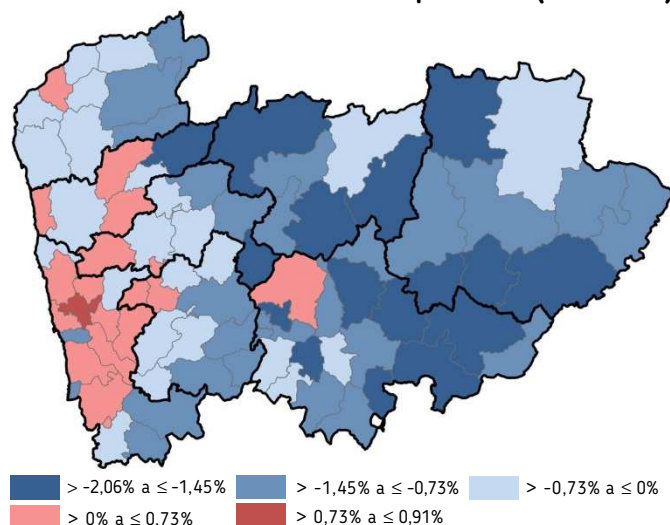 > -2,06% a ≤ -1,45% > -1,45% a ≤ -0,73% > -0,73% a ≤ 0%
> 0% a ≤ 0,73% > 0,73% a ≤ 0,91%